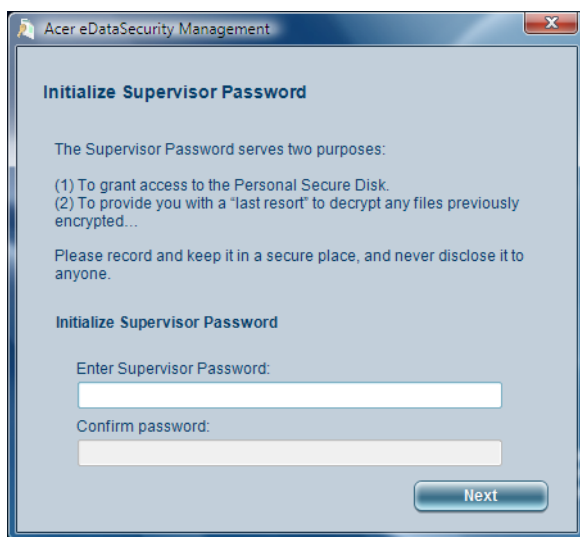 Acer eDataSecurity Management
Initialize Supervisor Password
The Supervisor Password serves two purposes:
(1) To grant access to the Personal Secure Disk.
(2) To provide you with a “last resort” to decrypt any files previously
encrypted...
Please record and keep it in a secure place, and never disclose it to
anyone.
Initialize Supervisor Password
Enter Supervisor Password:
Confirm password:
Next